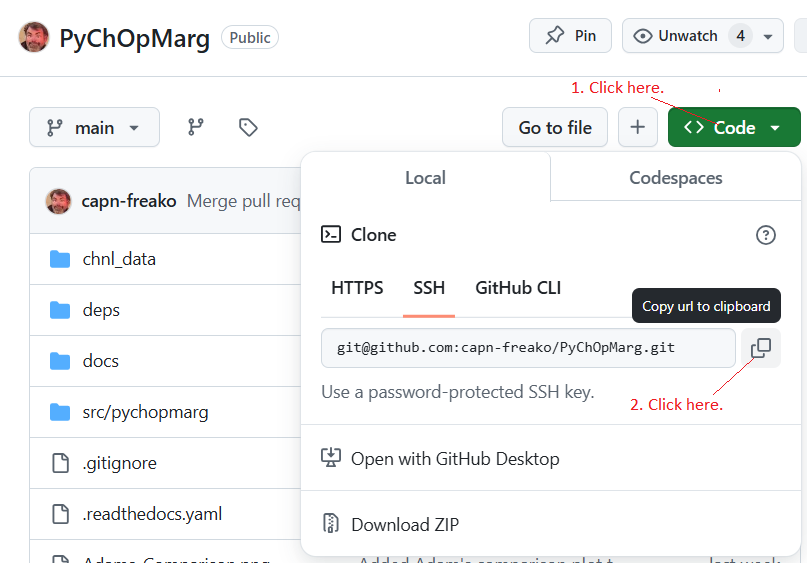 PyChOpMarg Public Pin Unwatch 4
1. Click here.
main Go to file Code
Local Codespaces
capn-freako Merge pull req
Clone
chnl_data
HTTPS SSH GitHub CLI
Copy url to clipboard
deps
git@github.com:capn-freako/PyChOpMarg.git
docs
Use a password-protected SSH key.
2. Click here.
src/pychopmarg
Open with GitHub Desktop
.gitignore
.readthedocs.yaml
Download ZIP